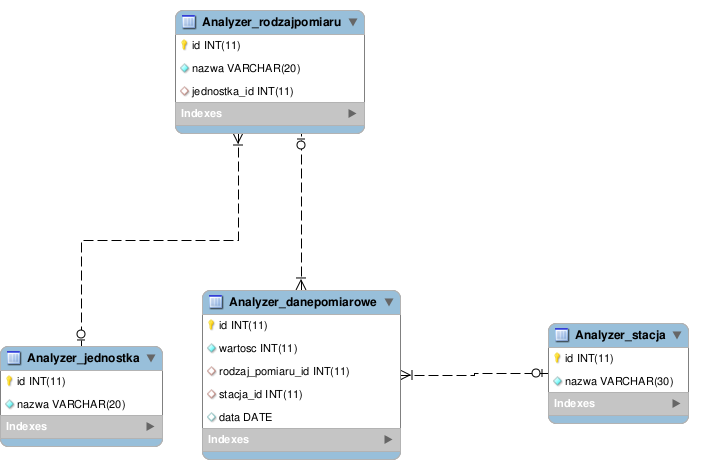 Analyzer_rodzajpomiaru
id INT(11)
nazwa VARCHAR(20)
jednostka_id INT(11)
Indexes
Analyzer_jednostka
id INT(11)
nazwa VARCHAR(20)
Indexes
Analyzer_danepomiarowe
id INT(11)
wartosc INT(11)
rodzaj_pomiaru_id INT(11)
stacja_id INT(11)
data DATE
Indexes
Analyzer_stacja
id INT(11)
nazwa VARCHAR(30)
Indexes